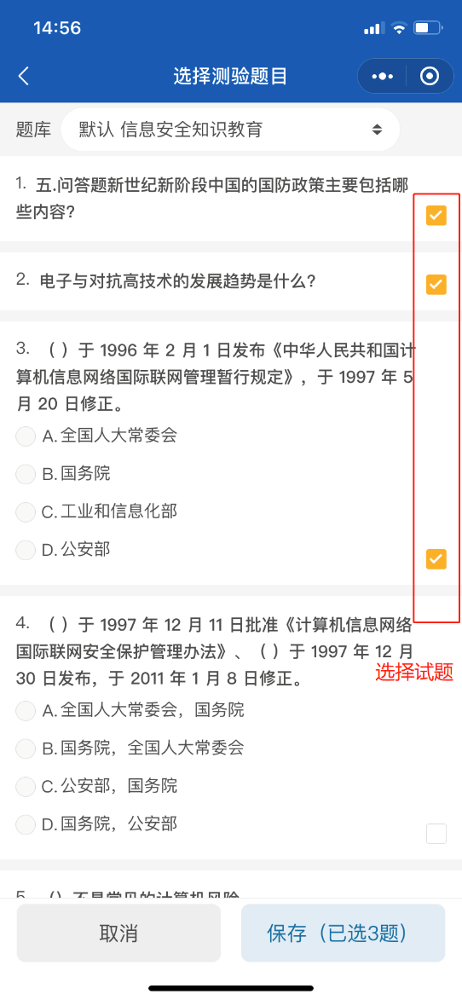 14:56
选择测验题目
题库 默认 信息安全知识教育
1. 五.问答题新世纪新阶段中国的国防政策主要包括哪
些内容?
2. 电子与对抗高技术的发展趋势是什么?
3. （ ）于 1996 年 2 月 1 日发布《中华人民共和国计
算机信息网络国际联网管理暂行规定》，于 1997 年 5
月 20 日修正。
A.全国人大常委会
B.国务院
C.工业和信息化部
D.公安部
4. （ ）于 1997 年 12 月 11 日批准《计算机信息网络
国际联网安全保护管理办法》、（ ）于 1997 年 12 月
30 日发布，于 2011 年 1 月 8 日修正。
选择试题
A.全国人大常委会，国务院
B.国务院，全国人大常委会
C.公安部，国务院
D.国务院，公安部
5. （）不是常见的计算机风险
取消
保存（已选3题）